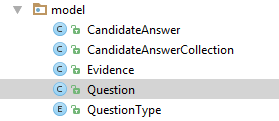 model
C CandidateAnswer
C CandidateAnswerCollection
C Evidence
C Question
E QuestionType